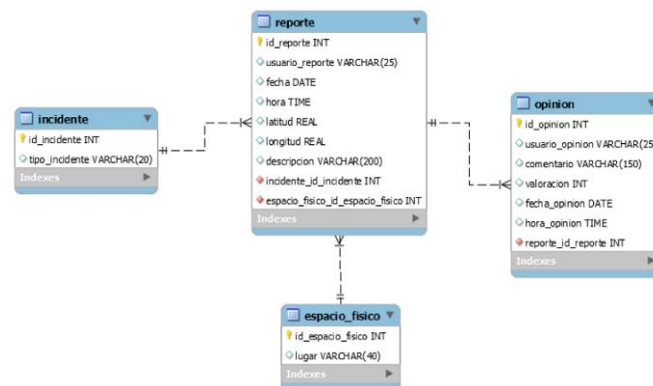 reporte
id_reporte INT
usuario_reporte VARCHAR(25)
fecha DATE
hora TIME
latitud REAL
longitud REAL
descripcion VARCHAR(200)
incidente_id_incidente INT
espacio_fisico_id_espacio_fisico INT
Indexes
incidente
id_incidente INT
tipo_incidente VARCHAR(20)
Indexes
opinion
id_opinion INT
usuario_opinion VARCHAR(25
comentario VARCHAR(150)
valoracion INT
fecha_opinion DATE
hora_opinion TIME
reporte_id_reporte INT
Indexes
espacio_fisico
id_espacio_fisico INT
lugar VARCHAR(40)
Indexes